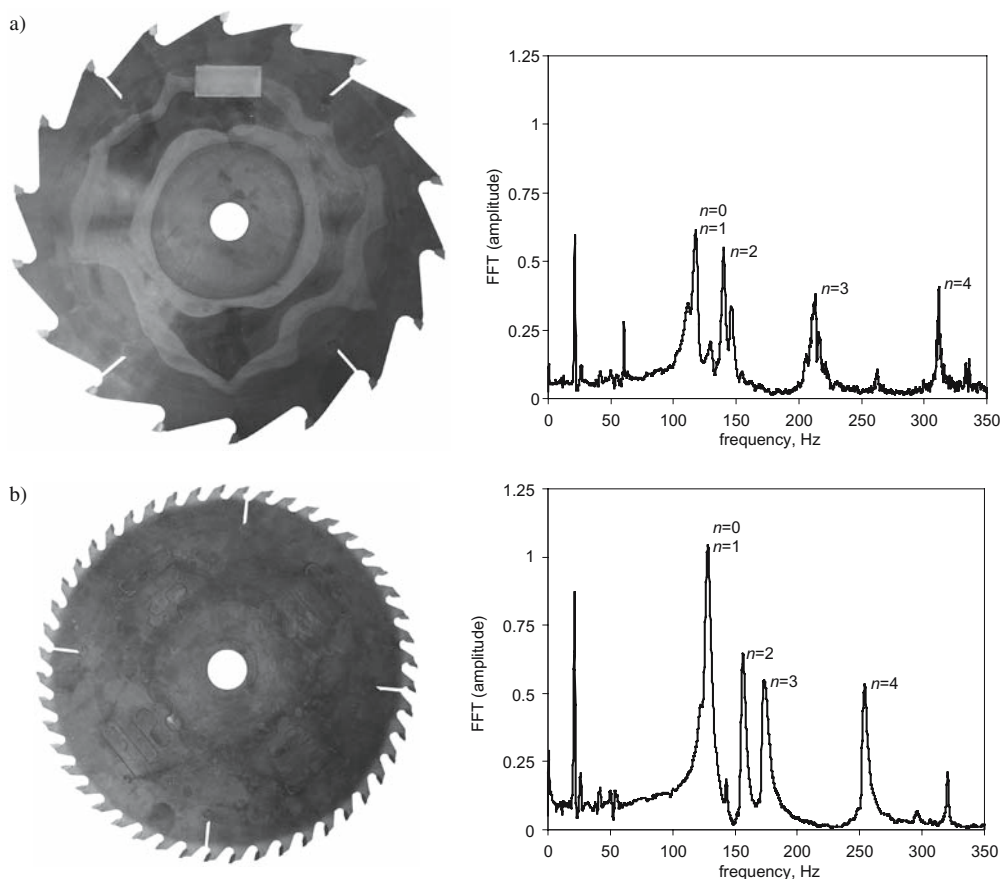 a)
1.25
1
0.75
0.5
0.25
0
FFT (amplitude)
n=0
n=1
n=2
n=3
n=4
0 50 100 150 200 250 300 350
frequency, Hz
b)
1.25
1
0.75
0.5
0.25
0
FFT (amplitude)
n=0
n=1
n=2
n=3
n=4
0 50 100 150 200 250 300 350
frequency, Hz